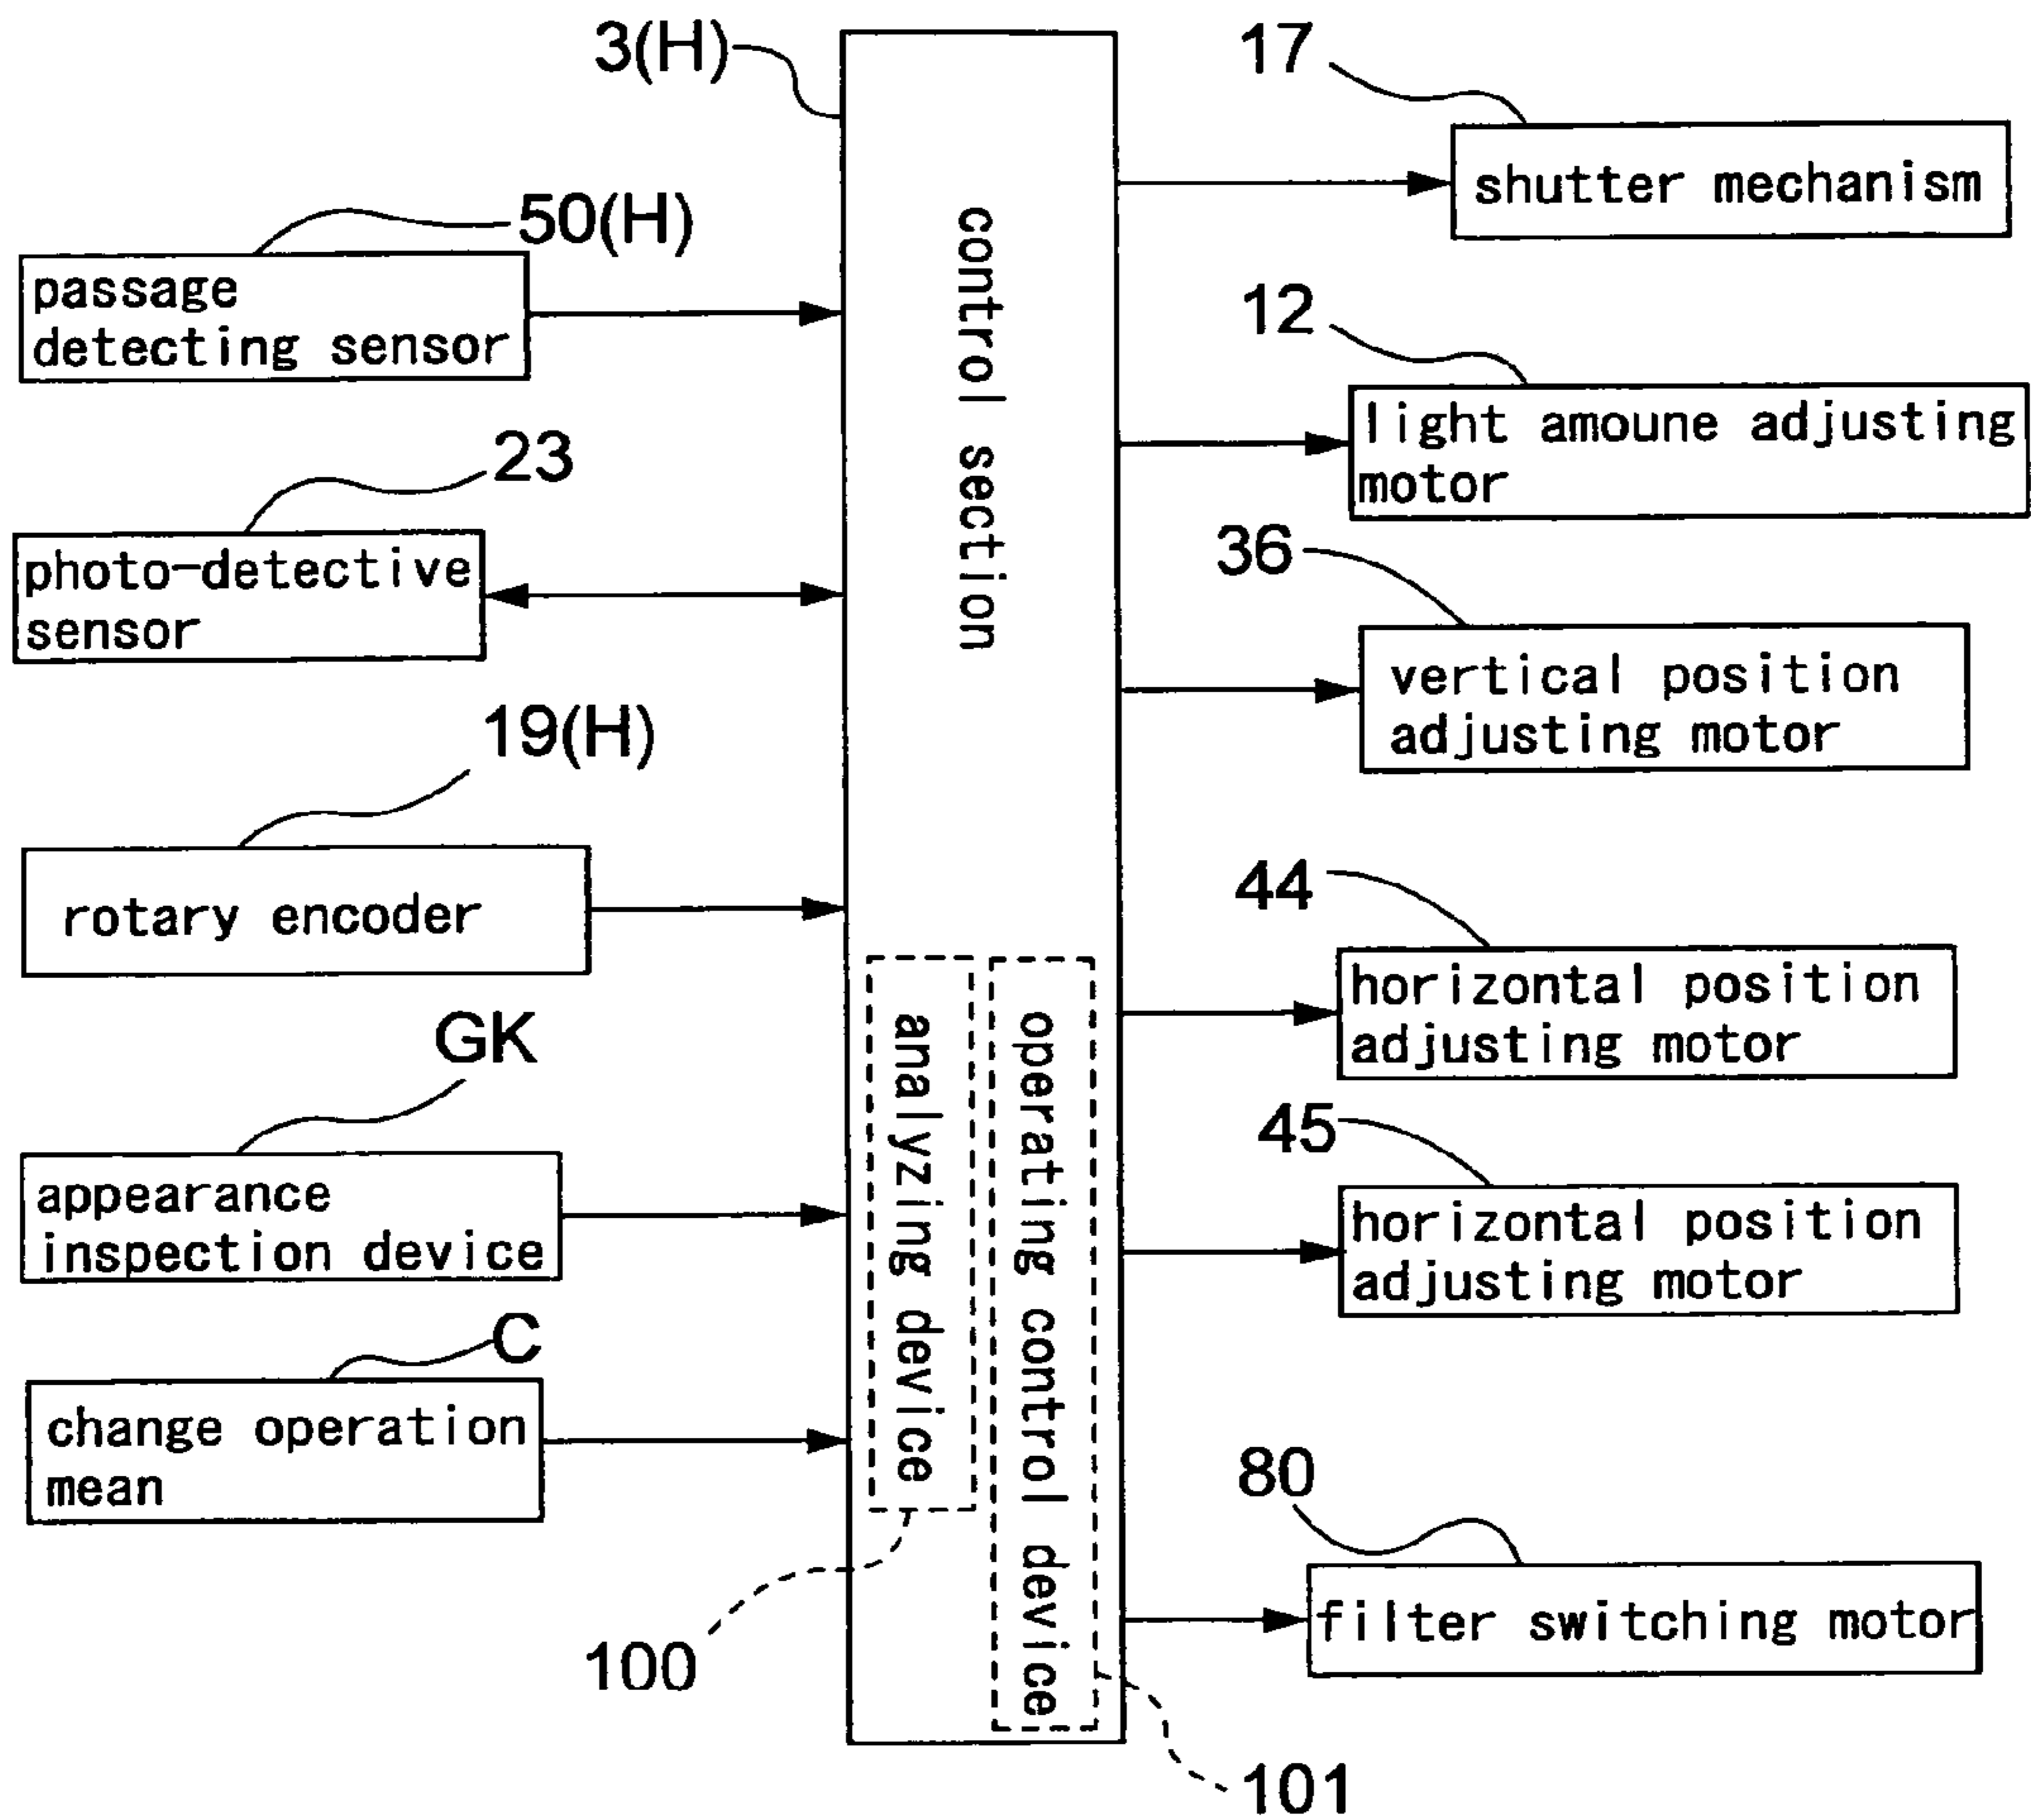 3(H)
control section
analyzing device
100
operating control device
101
50(H)
passage
detecting sensor
23
photo-detective
sensor
19(H)
rotary encoder
GK
appearance
inspection device
C
change operation
mean
17
shutter mechanism
12
light amoune adjusting
motor
36
vertical position
adjusting motor
44
horizontal position
adjusting motor
45
horizontal position
adjusting motor
80
filter switching motor